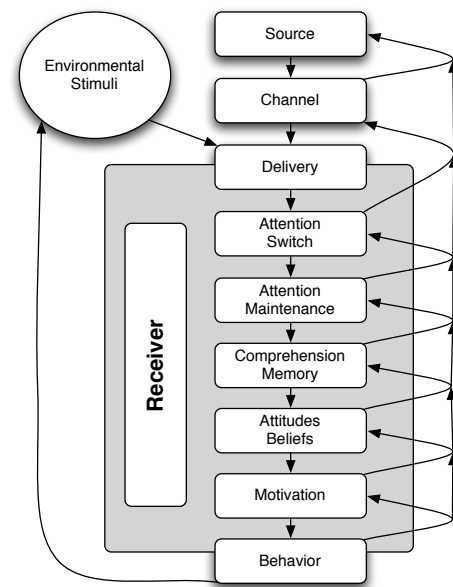 Environmental
Stimuli
Source
Channel
Delivery
Attention
Switch
Attention
Maintenance
Comprehension
Memory
Attitudes
Beliefs
Motivation
Behavior
Receiver